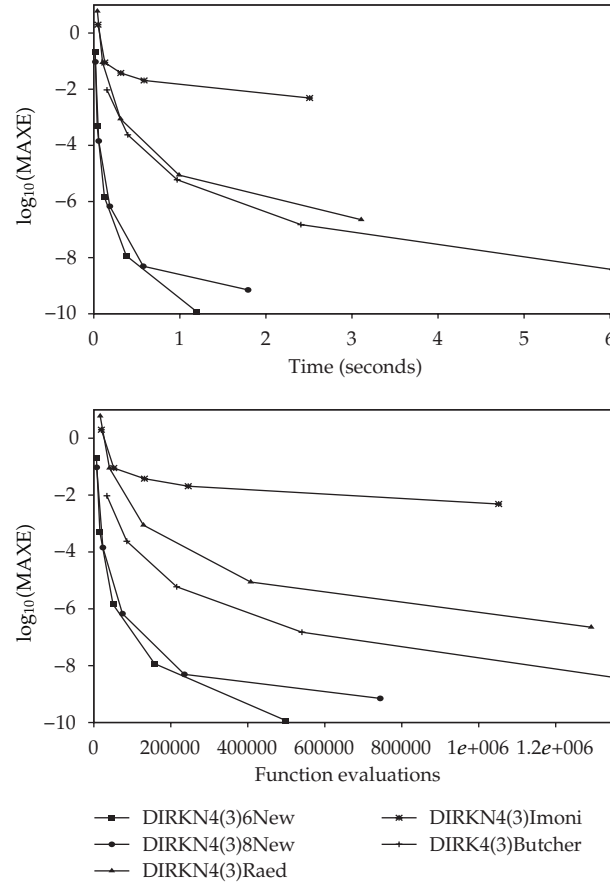 0
−2
−4
−6
−8
−10
log₁₀(MAXE)
0 1 2 3 4 5 6
Time (seconds)
0
−2
−4
−6
−8
−10
log₁₀(MAXE)
0 200000 400000 600000 800000 1e+006 1.2e+006
Function evaluations
DIRKN4(3)6New
DIRKN4(3)8New
DIRKN4(3)Raed
DIRKN4(3)Imoni
DIRK4(3)Butcher